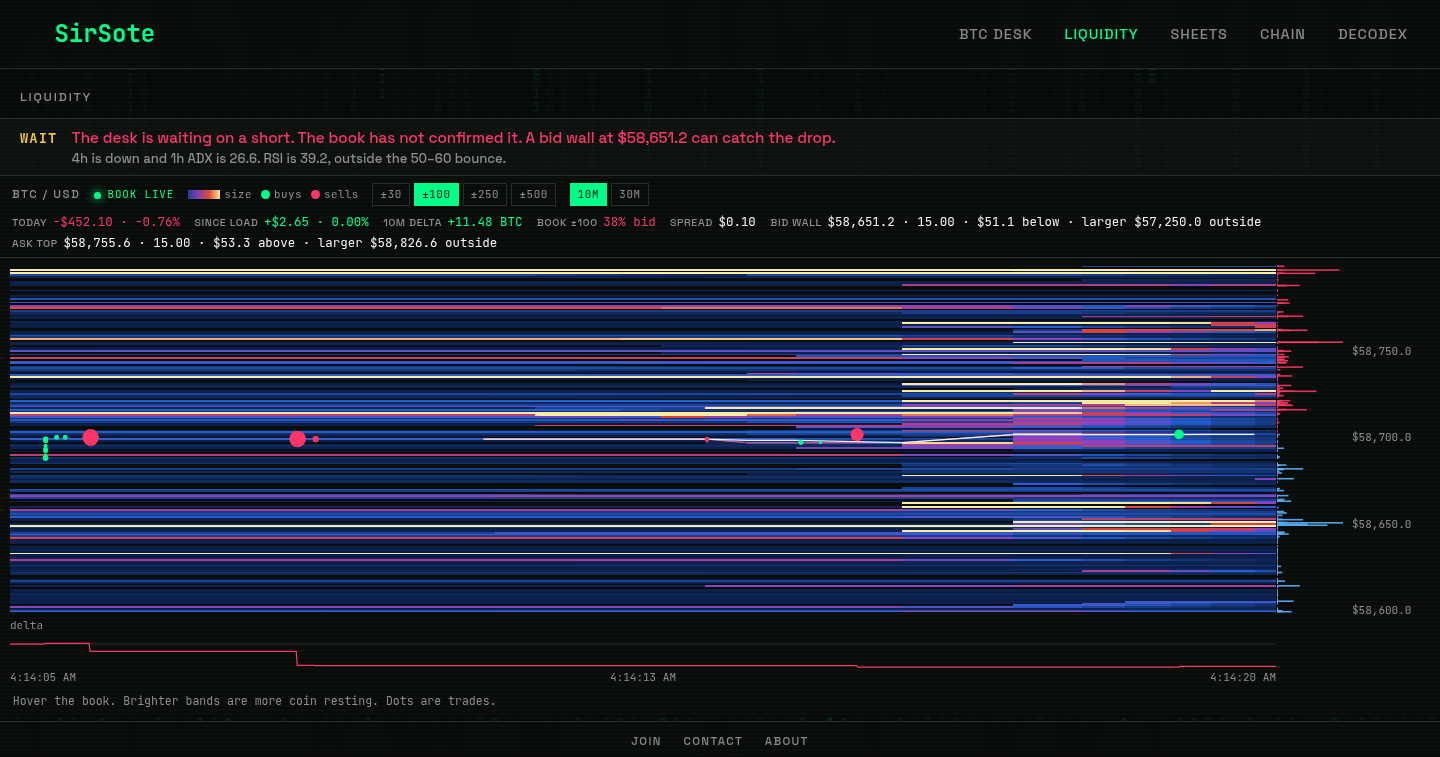 SirSote
BTC DESK LIQUIDITY SHEETS CHAIN DECODEX
LIQUIDITY
WAIT The desk is waiting on a short. The book has not confirmed it. A bid wall at $58,651.2 can catch the drop.
4h is down and 1h ADX is 26.6. RSI is 39.2, outside the 50–60 bounce.
BTC / USD BOOK LIVE size buys sells ±30 ±100 ±250 ±500 10M 30M
TODAY -$452.10 · -0.76% SINCE LOAD +$2.65 · 0.00% 10M DELTA +11.48 BTC BOOK ±100 38% bid SPREAD $0.10 BID WALL $58,651.2 · 15.00 · $51.1 below · larger $57,250.0 outside
ASK TOP $58,755.6 · 15.00 · $53.3 above · larger $58,826.6 outside
$58,750.0
$58,700.0
$58,650.0
$58,600.0
delta
4:14:05 AM 4:14:13 AM 4:14:20 AM
Hover the book. Brighter bands are more coin resting. Dots are trades.
JOIN CONTACT ABOUT